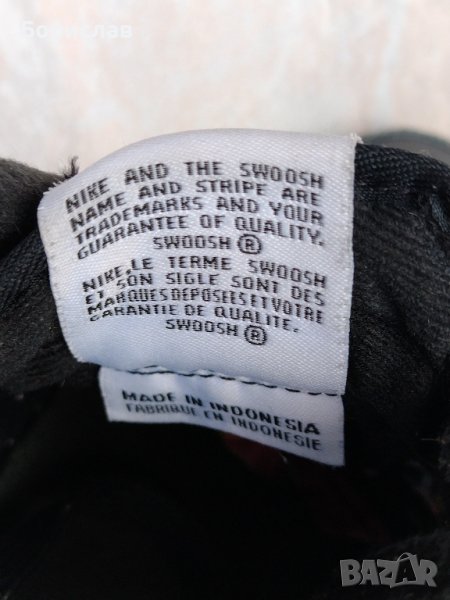 Борислав
NIKE AND THE SWOOSH
NAME AND STRIPE ARE
TRADEMARKS AND YOUR
GUARANTEE OF QUALITY.
SWOOSH ®
NIKE,LE TERME SWOOSH
ET SON SIGLE SONT DES
MARQUES DEPOSEES ET VOTRE
GARANTIE DE QUALITE.
SWOOSH ®
MADE IN INDONESIA
FABRIQUE EN INDONESIE
BAZAR